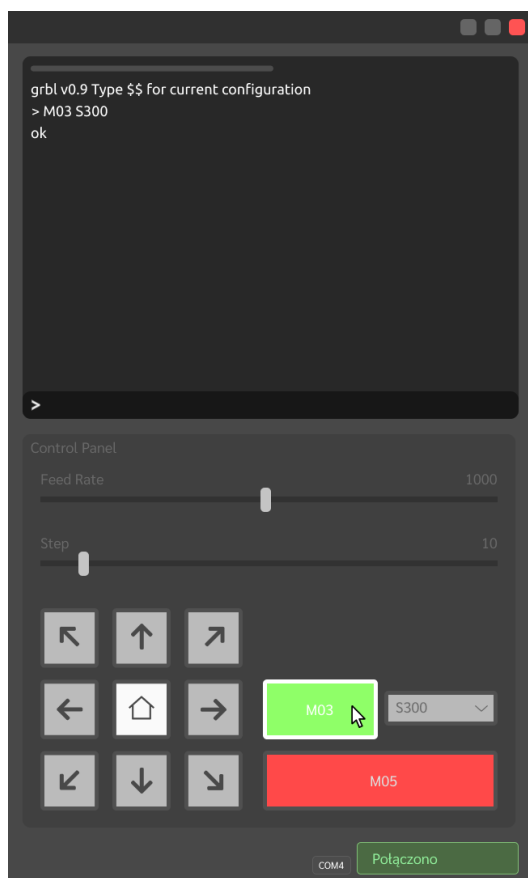 grbl v0.9 Type $$ for current configuration
> M03 S300
ok
>
Control Panel
Feed Rate 1000
Step 10
M03 S300
M05
COM4 Połączono